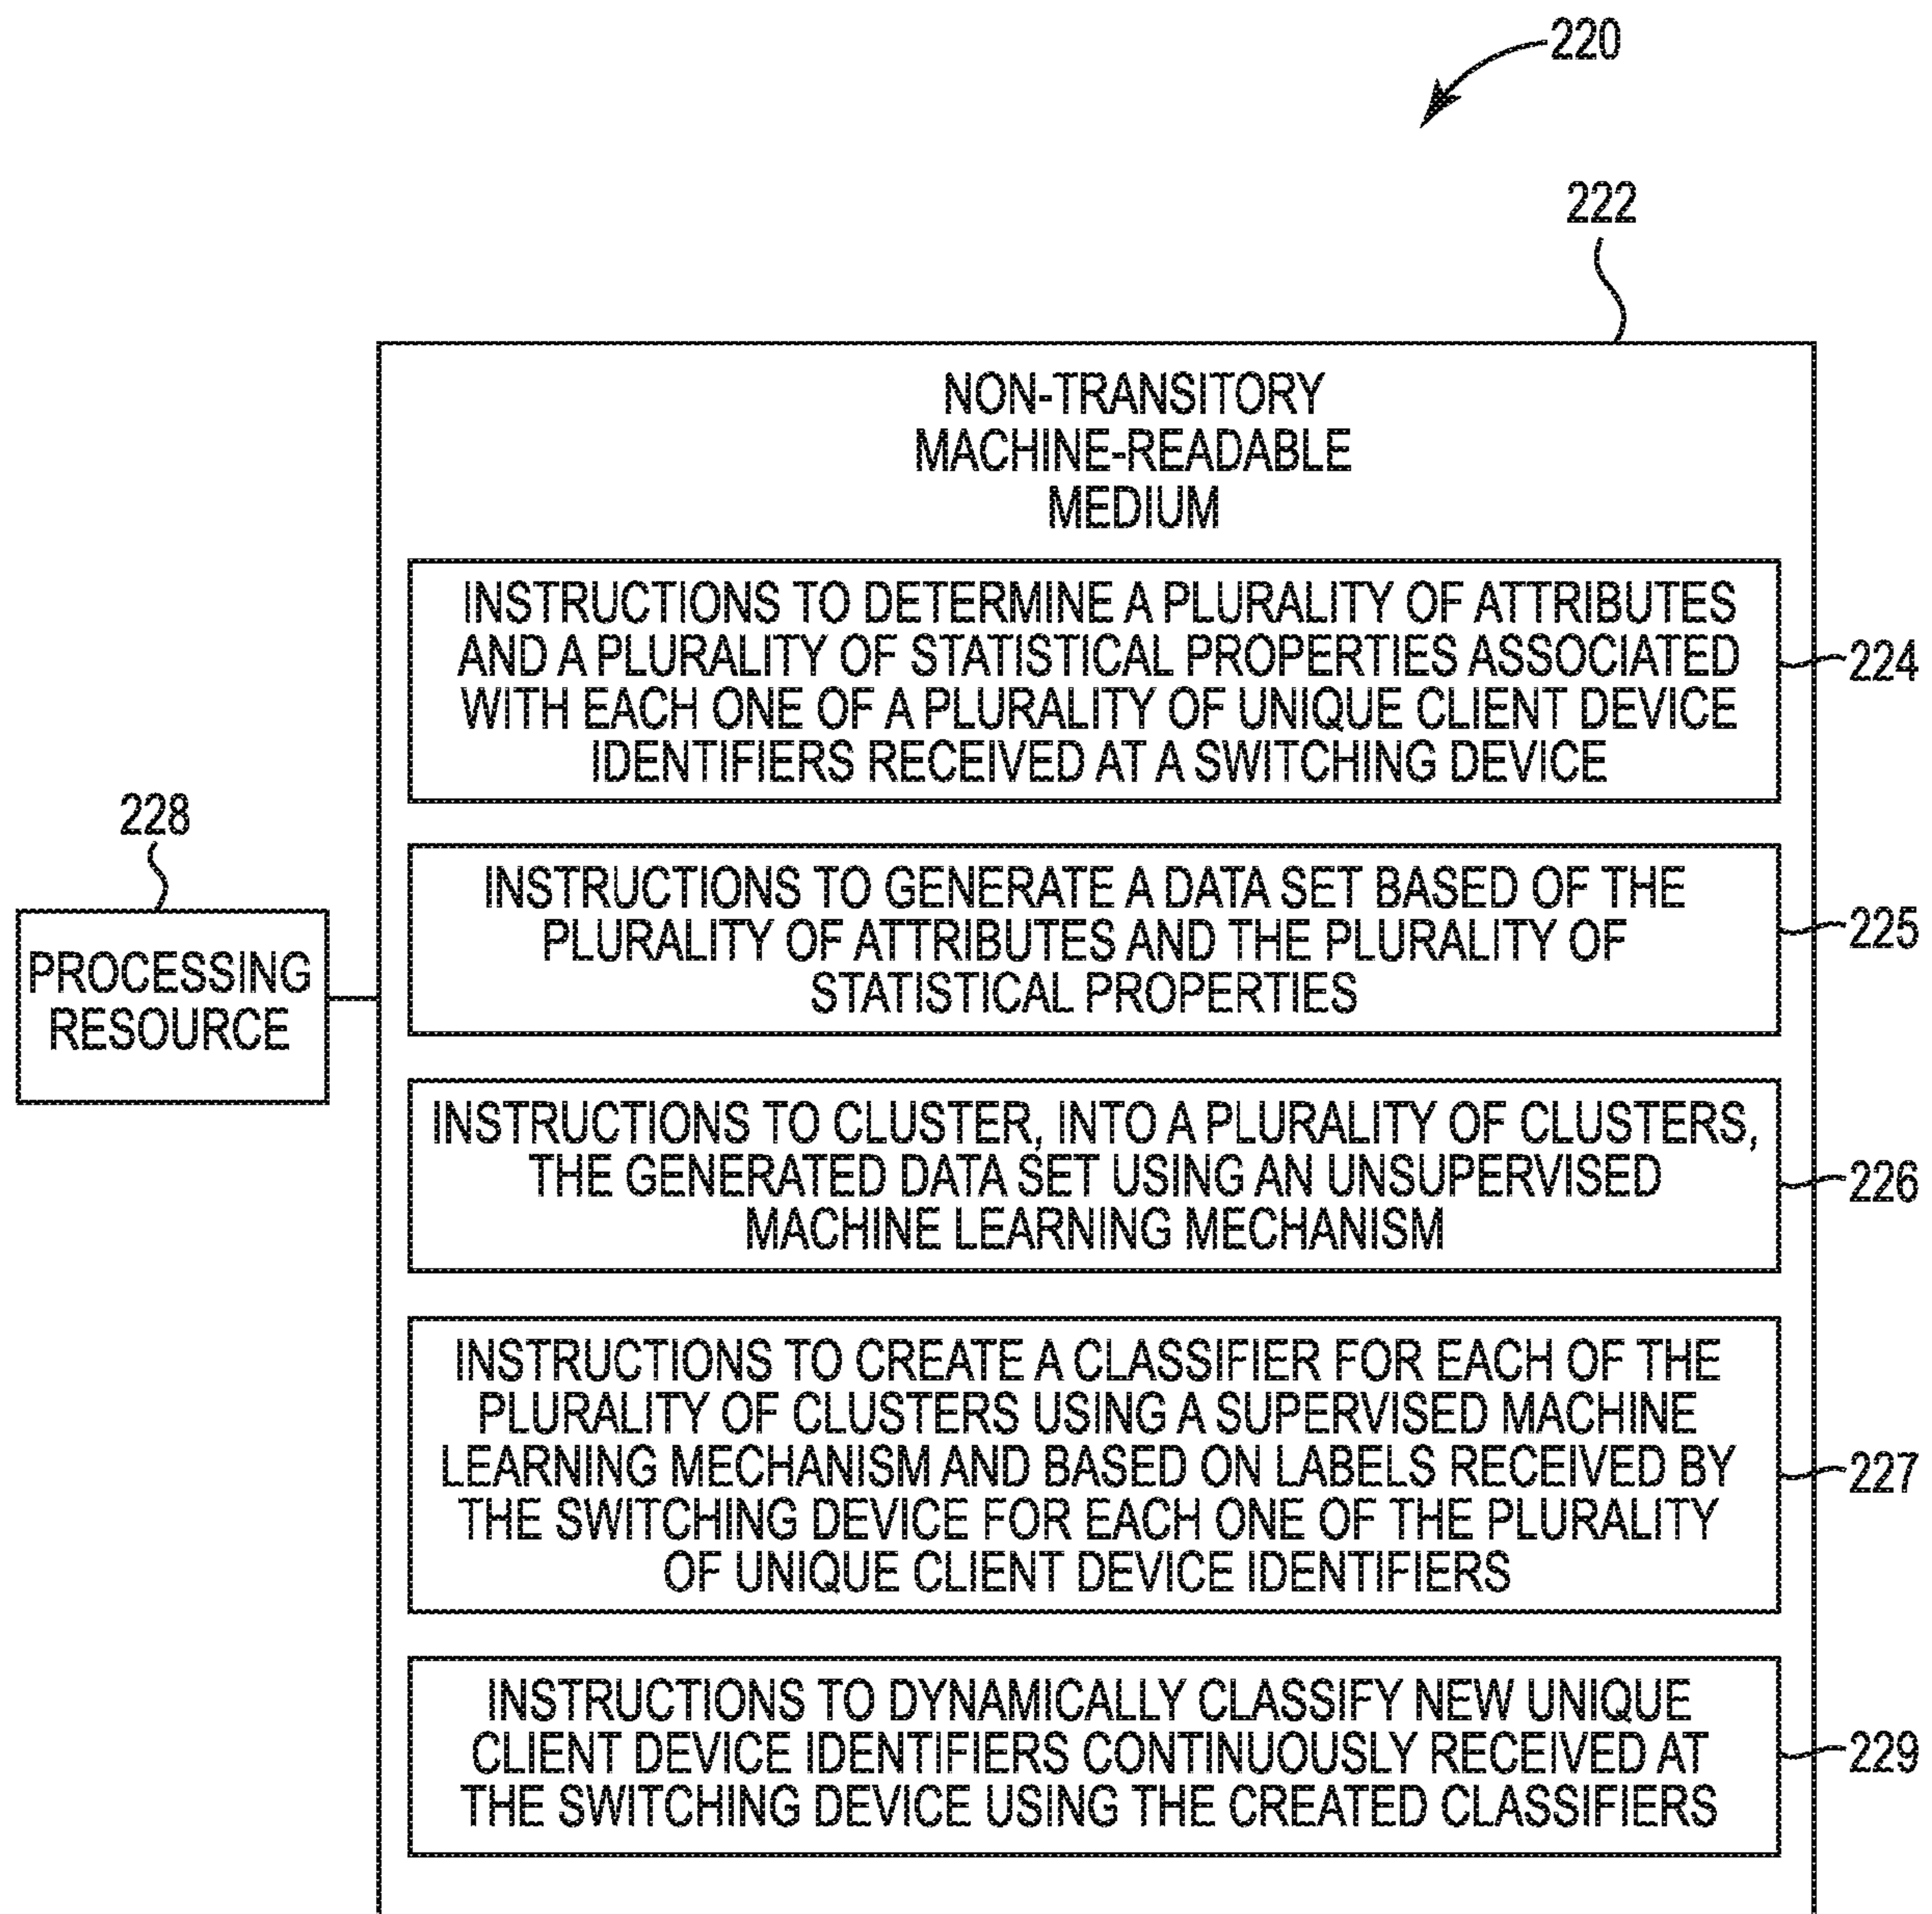 220
222
NON-TRANSITORY
MACHINE-READABLE
MEDIUM
INSTRUCTIONS TO DETERMINE A PLURALITY OF ATTRIBUTES
AND A PLURALITY OF STATISTICAL PROPERTIES ASSOCIATED
WITH EACH ONE OF A PLURALITY OF UNIQUE CLIENT DEVICE
IDENTIFIERS RECEIVED AT A SWITCHING DEVICE
224
228
PROCESSING
RESOURCE
INSTRUCTIONS TO GENERATE A DATA SET BASED OF THE
PLURALITY OF ATTRIBUTES AND THE PLURALITY OF
STATISTICAL PROPERTIES
225
INSTRUCTIONS TO CLUSTER, INTO A PLURALITY OF CLUSTERS,
THE GENERATED DATA SET USING AN UNSUPERVISED
MACHINE LEARNING MECHANISM
226
INSTRUCTIONS TO CREATE A CLASSIFIER FOR EACH OF THE
PLURALITY OF CLUSTERS USING A SUPERVISED MACHINE
LEARNING MECHANISM AND BASED ON LABELS RECEIVED BY
THE SWITCHING DEVICE FOR EACH ONE OF THE PLURALITY
OF UNIQUE CLIENT DEVICE IDENTIFIERS
227
INSTRUCTIONS TO DYNAMICALLY CLASSIFY NEW UNIQUE
CLIENT DEVICE IDENTIFIERS CONTINUOUSLY RECEIVED AT
THE SWITCHING DEVICE USING THE CREATED CLASSIFIERS
229